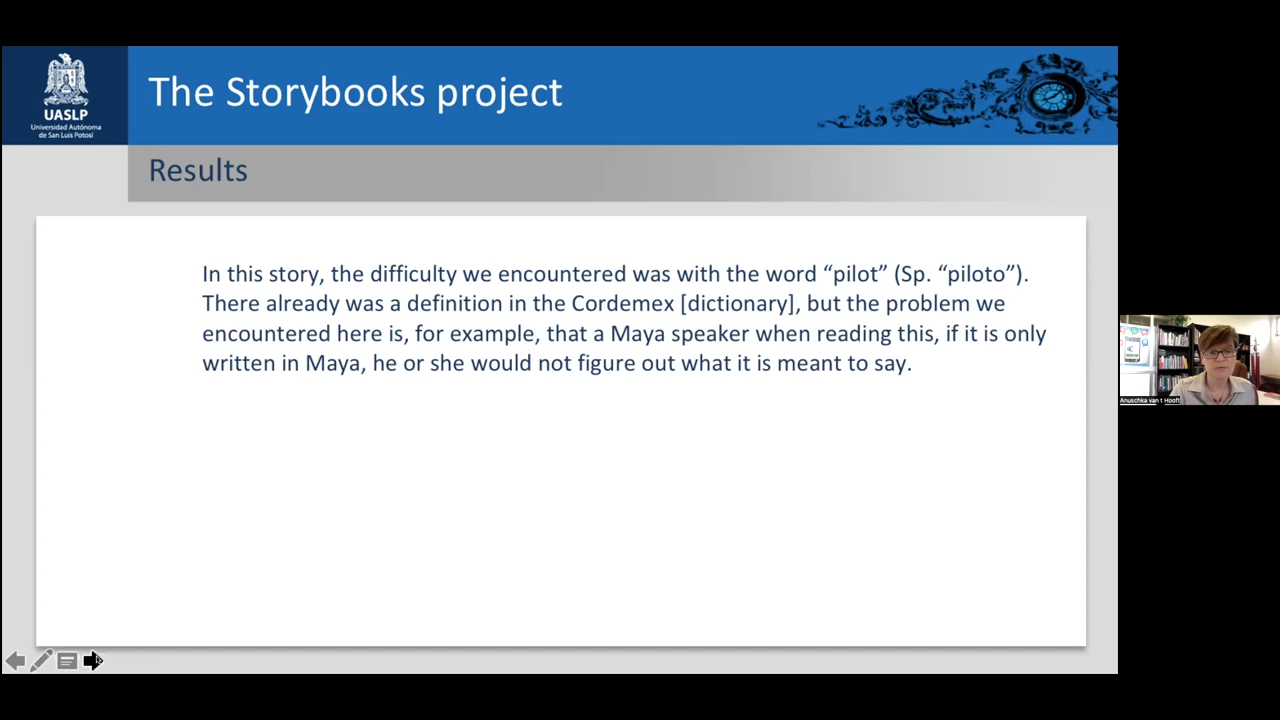 UASLP
Universidad Autónoma
de San Luis Potosí
The Storybooks project
Results
In this story, the difficulty we encountered was with the word “pilot” (Sp. “piloto”).
There already was a definition in the Cordemex [dictionary], but the problem we
encountered here is, for example, that a Maya speaker when reading this, if it is only
written in Maya, he or she would not figure out what it is meant to say.
Anuschka van t Hooft